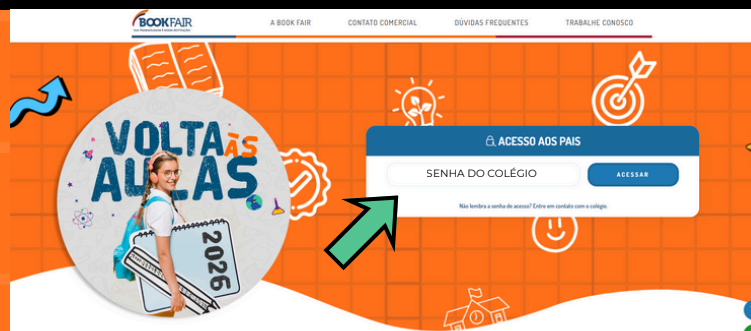 BOOK FAIR
A BOOK FAIR
CONTATO COMERCIAL
DÚVIDAS FREQUENTES
TRABALHE CONOSCO
VOLTA ÀS
AULAS
2026
ACESSO AOS PAIS
SENHA DO COLÉGIO
ACESSAR
Não lembra a senha de acesso? Entre em contato com o colégio.